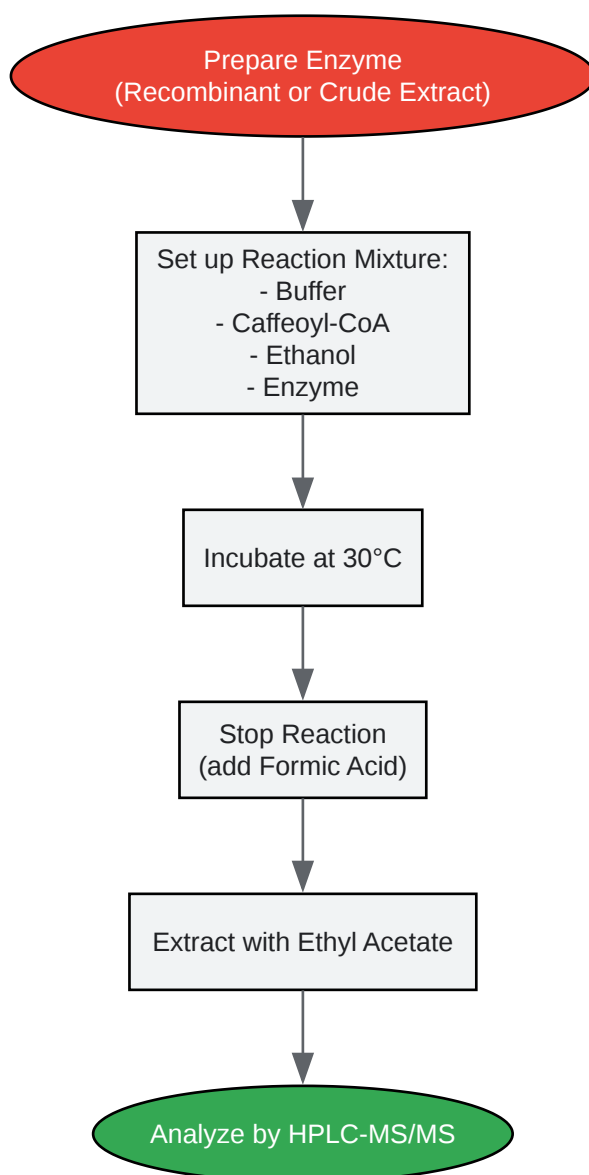 Prepare Enzyme
(Recombinant or Crude Extract)
Set up Reaction Mixture:
- Buffer
- Caffeoyl-CoA
- Ethanol
- Enzyme
Incubate at 30°C
Stop Reaction
(add Formic Acid)
Extract with Ethyl Acetate
Analyze by HPLC-MS/MS